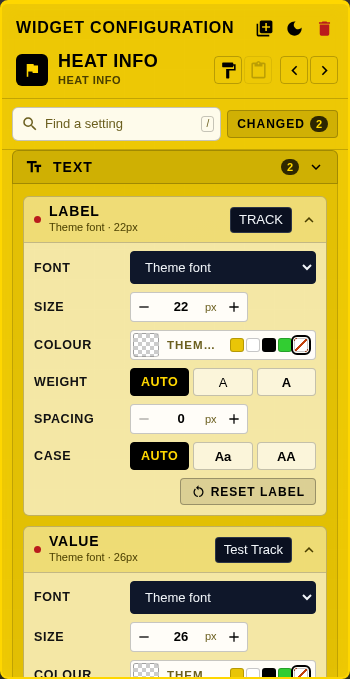 WIDGET CONFIGURATION
HEAT INFO
HEAT INFO
Find a setting /
CHANGED 2
TEXT 2
LABEL
Theme font · 22px
TRACK
FONT Theme font
SIZE − 22 px +
COLOUR THEM...
WEIGHT AUTO A A
SPACING − 0 px +
CASE AUTO Aa AA
RESET LABEL
VALUE
Theme font · 26px
Test Track
FONT Theme font
SIZE − 26 px +
COLOUR THEM